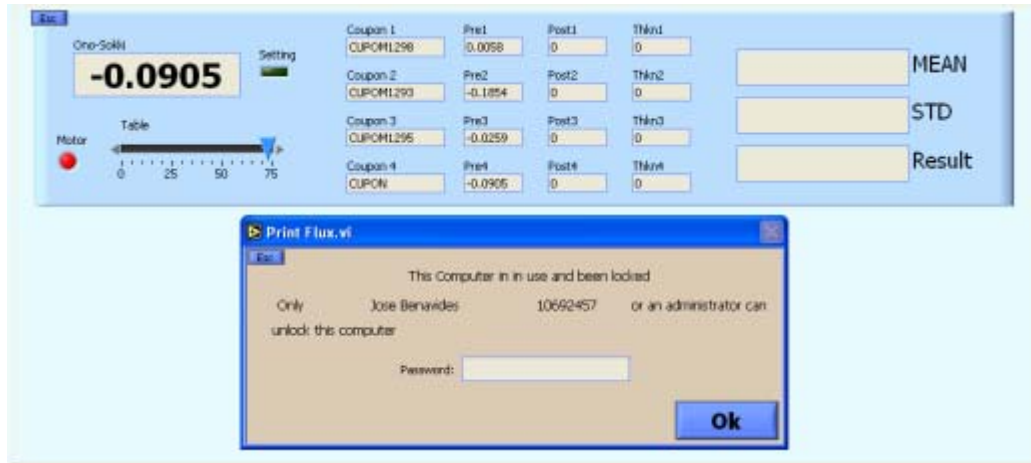 Esc
Coupon 1 Pre1 Post1 Thkn1
Ono-Sokki CUPOM1298 0.0058 0 0
Setting MEAN
-0.0905
Coupon 2 Pre2 Post2 Thkn2
CUPOM1293 -0.1854 0 0
STD
Table Coupon 3 Pre3 Post3 Thkn3
Motor CUPOM1295 -0.0259 0 0
Result
0 25 50 75
Coupon 4 Pre4 Post4 Thkn4
CUPON -0.0905 0 0
Print Flux.vi
Esc
This Computer in in use and been locked
Only Jose Benavides 10692457 or an administrator can
unlock this computer
Password:
Ok